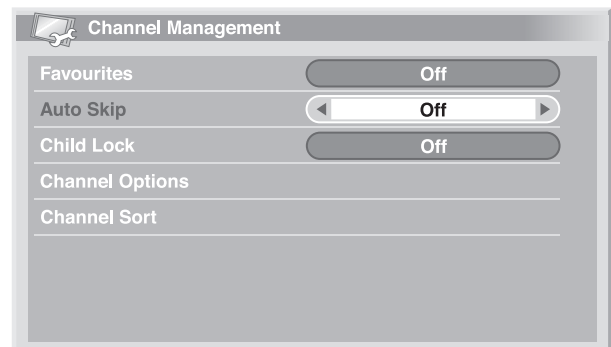 Channel Management
Favourites Off
Auto Skip Off
Child Lock Off
Channel Options
Channel Sort